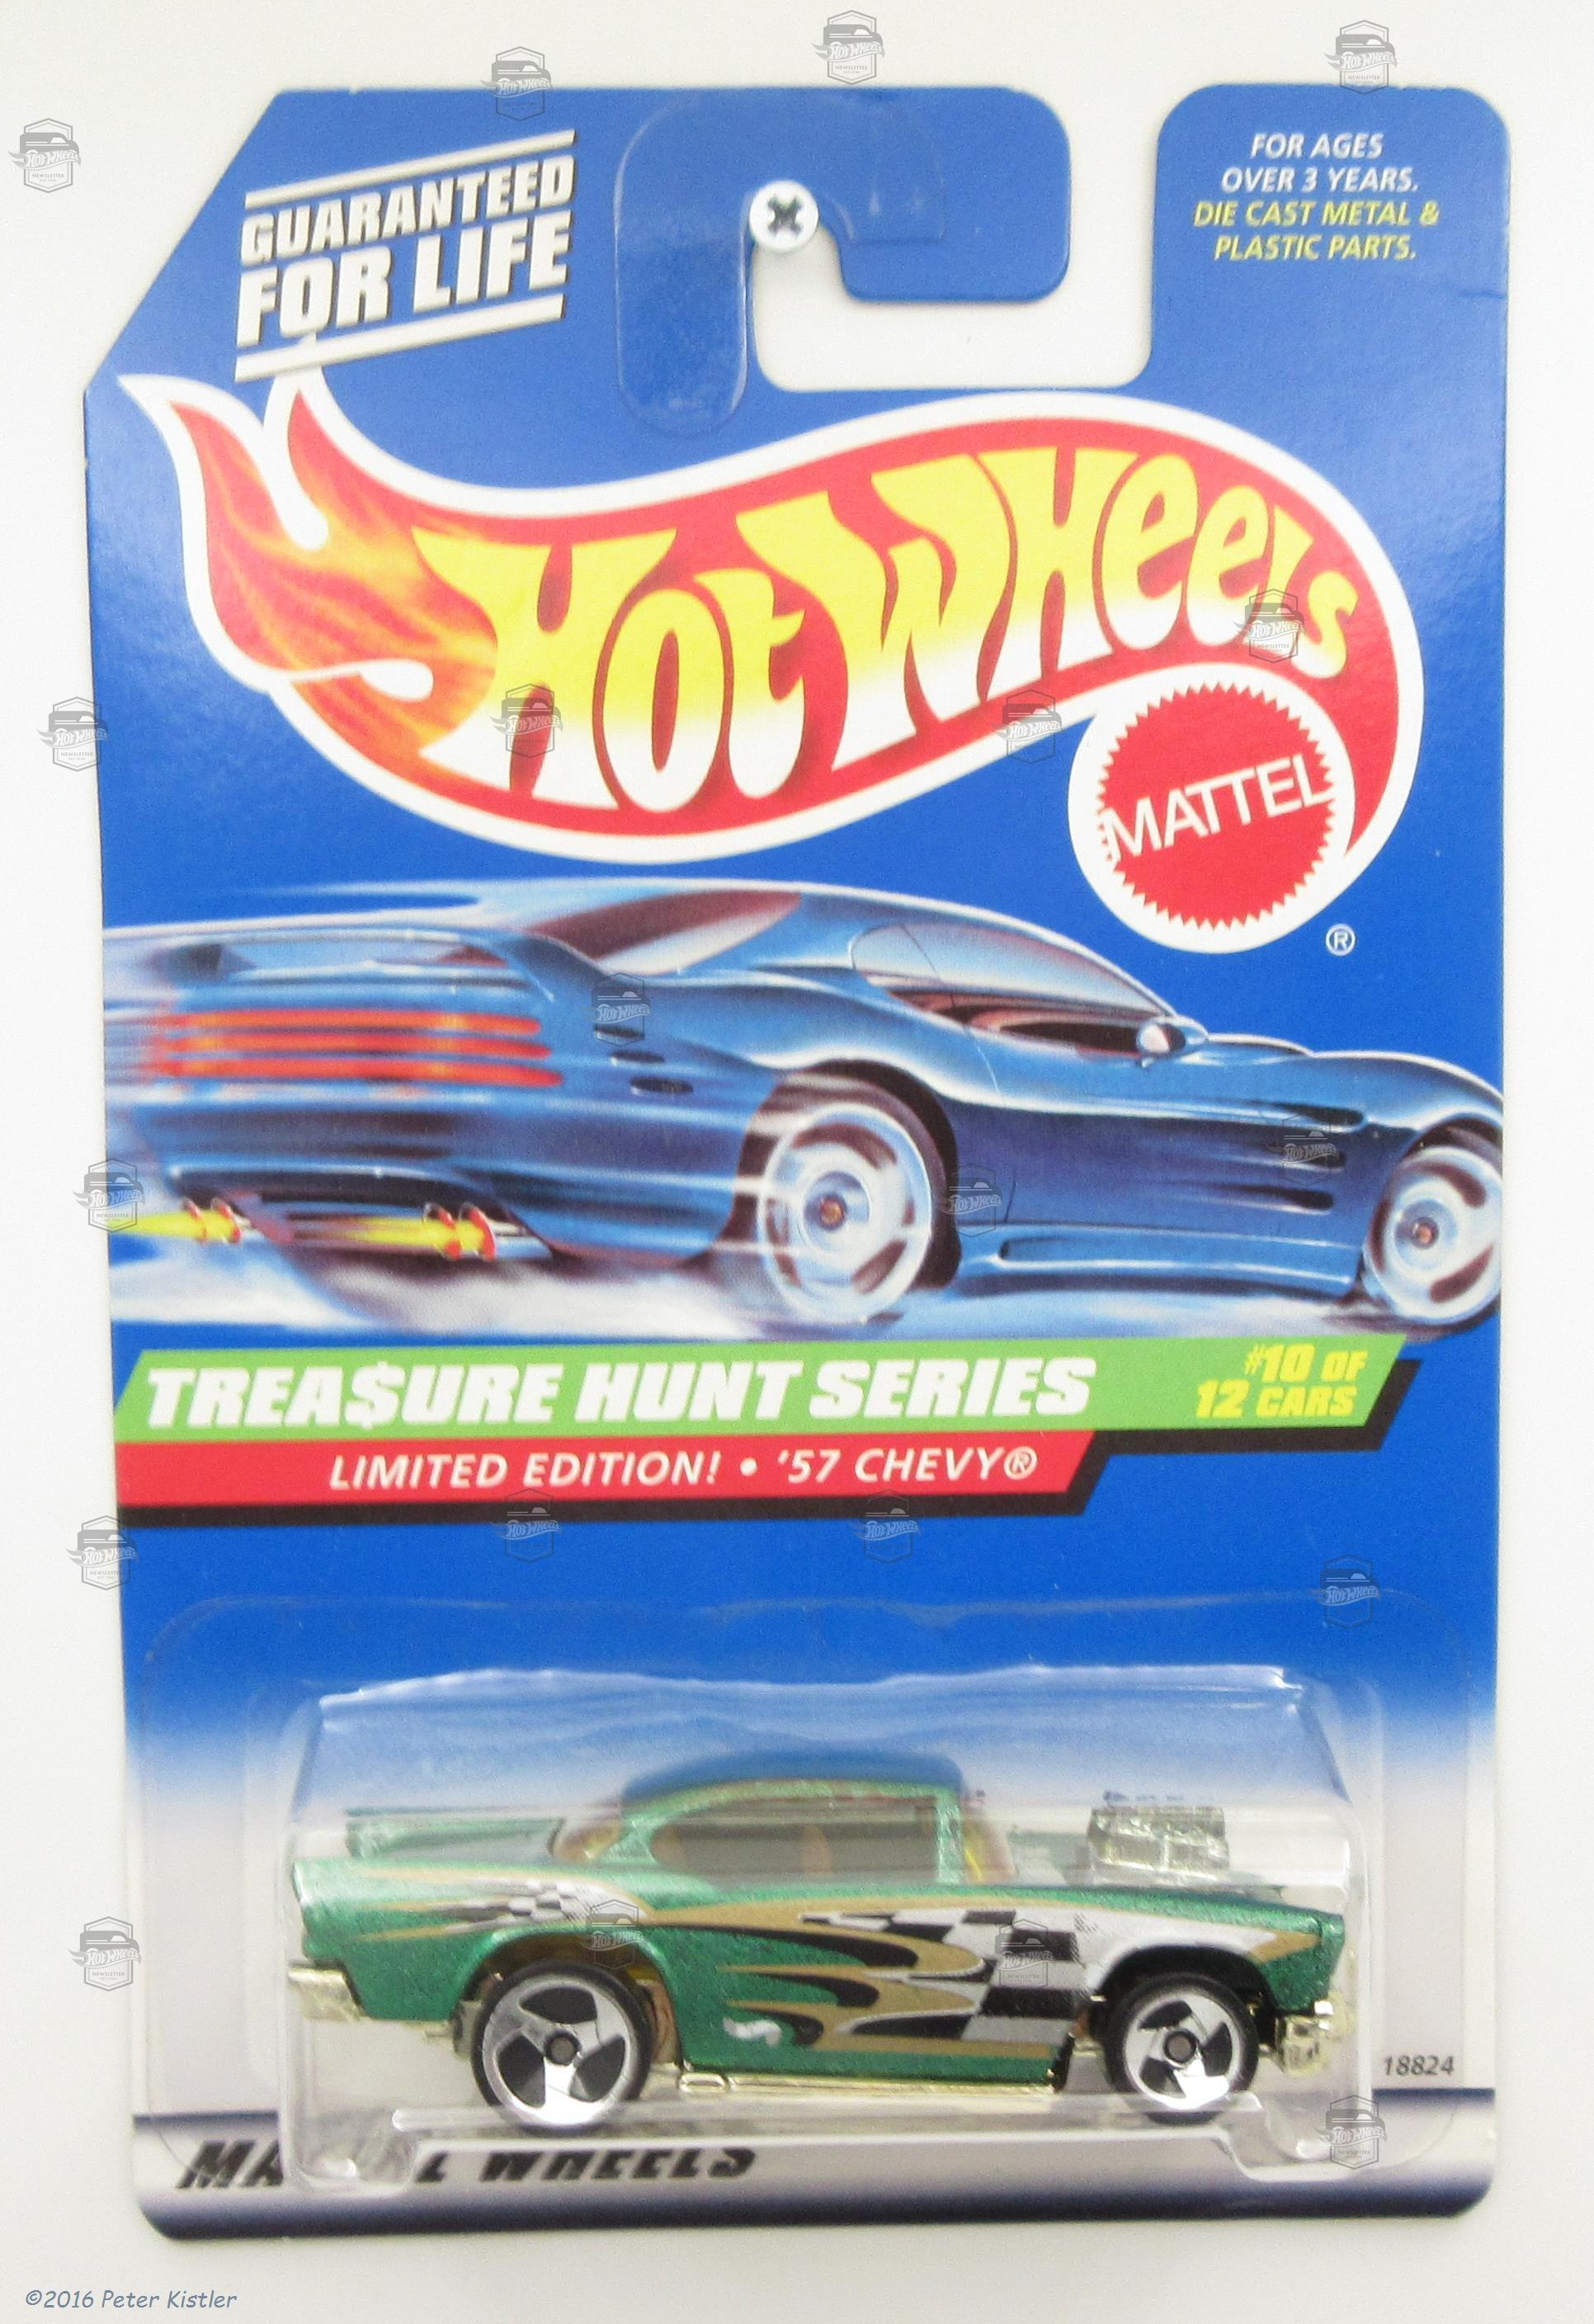 GUARANTEED
FOR LIFE
FOR AGES
OVER 3 YEARS.
DIE CAST METAL &
PLASTIC PARTS.
HOT WHEELS
MATTEL
®
TREA$URE HUNT SERIES
#10 OF
12 CARS
LIMITED EDITION! • '57 CHEVY®
18824
WHEELS
©2016 Peter Kistler